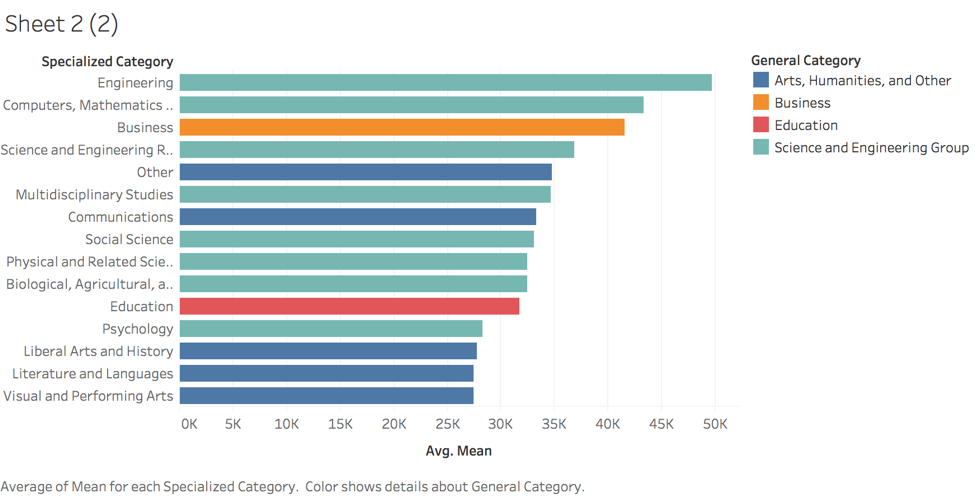 Sheet 2 (2)
Specialized Category
Engineering
Computers, Mathematics ..
Business
Science and Engineering R..
Other
Multidisciplinary Studies
Communications
Social Science
Physical and Related Scie..
Biological, Agricultural, a..
Education
Psychology
Liberal Arts and History
Literature and Languages
Visual and Performing Arts
0K 5K 10K 15K 20K 25K 30K 35K 40K 45K 50K
Avg. Mean
General Category
Arts, Humanities, and Other
Business
Education
Science and Engineering Group
Average of Mean for each Specialized Category. Color shows details about General Category.